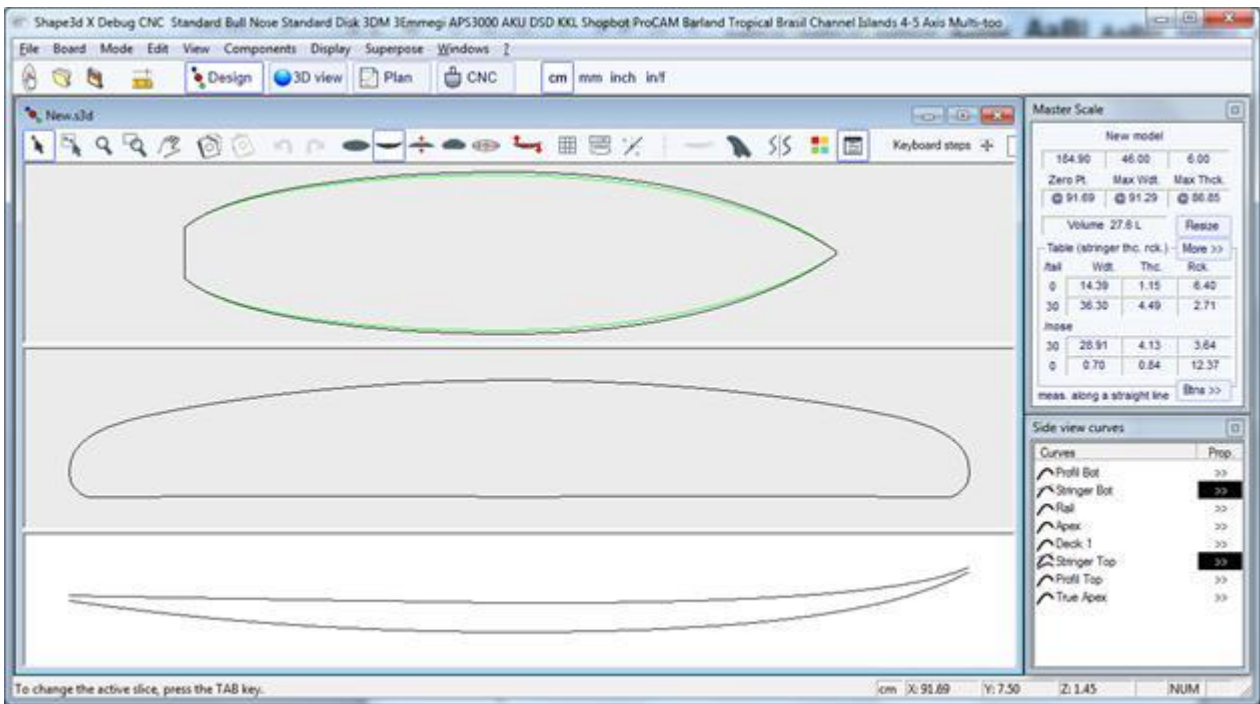 Shape3d X Debug CNC Standard Bull Nose Standard Disk 3DM 3Emmegi APS3000 AKU DSD KKL Shopbot ProCAM Barland Tropical Brasil Channel Islands 4-5 Axis Multi-too
File Board Mode Edit View Components Display Superpose Windows ?
Design 3D view Plan CNC cm mm inch in/f
New.s3d
Keyboard steps
Master Scale
New model
184.90 46.00 6.00
Zero Pt. Max Wdt. Max Thck.
@ 91.69 @ 91.29 @ 86.85
Volume 27.6 L Resize
Table (stringer thc. rck.) More >>
/tail Wdt. Thc. Rck.
0 14.39 1.15 6.40
30 36.30 4.49 2.71
/nose
30 28.91 4.13 3.64
0 0.70 0.84 12.37
meas. along a straight line Btns >>
Side view curves
Curves Prop.
Profil Bot >>
Stringer Bot >>
Rail >>
Apex >>
Deck 1 >>
Stringer Top >>
Profil Top >>
True Apex >>
To change the active slice, press the TAB key. cm X: 91.69 Y: 7.50 Z: 1.45 NUM